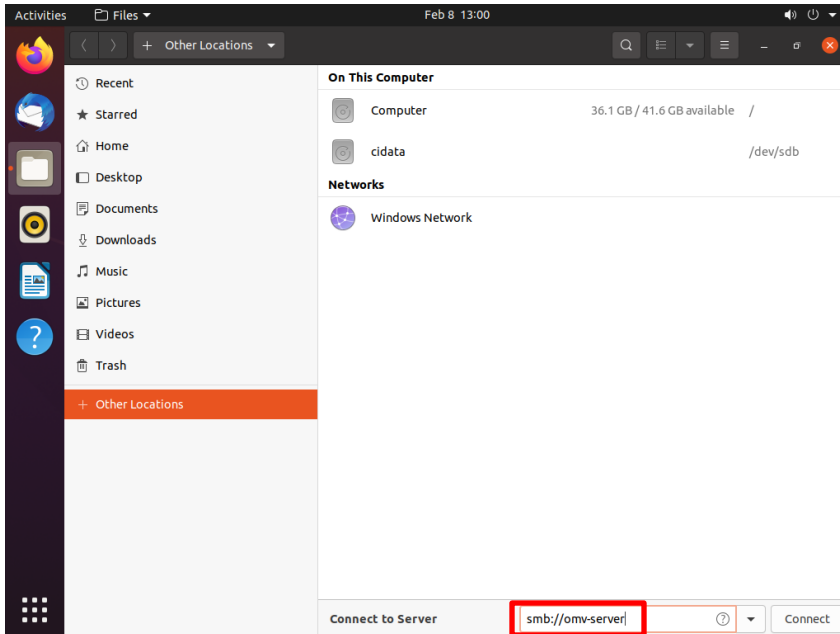 Activities Files Feb 8 13:00
+ Other Locations
Recent
Starred
Home
Desktop
Documents
Downloads
Music
Pictures
Videos
Trash
+ Other Locations
On This Computer
Computer 36.1 GB / 41.6 GB available /
cidata /dev/sdb
Networks
Windows Network
Connect to Server smb://omv-server ? Connect